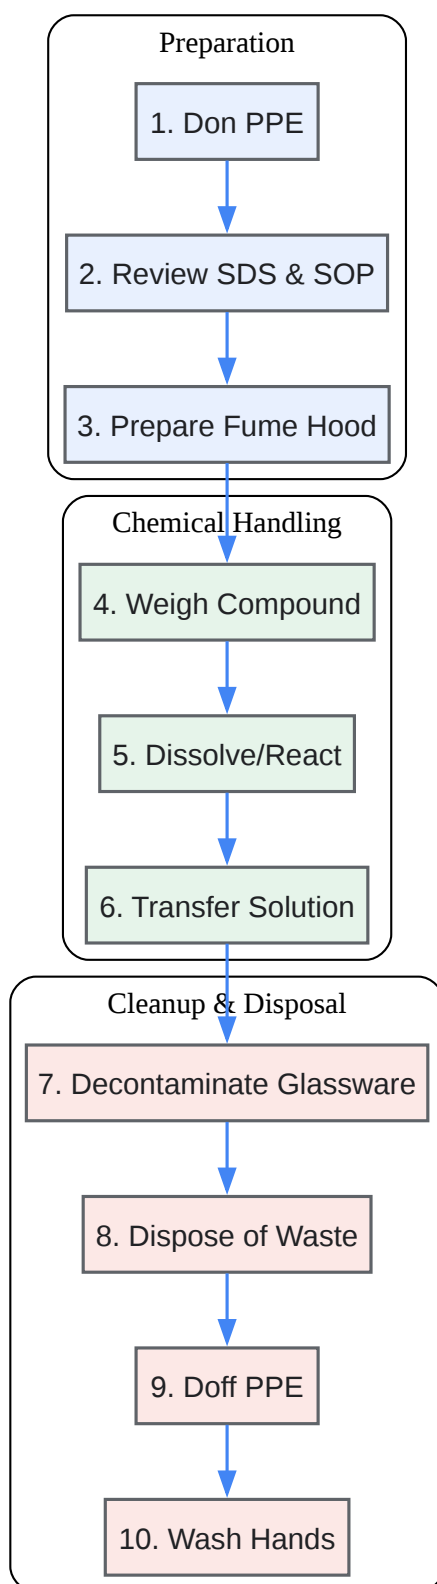 Preparation
1. Don PPE
2. Review SDS & SOP
3. Prepare Fume Hood
Chemical Handling
4. Weigh Compound
5. Dissolve/React
6. Transfer Solution
Cleanup & Disposal
7. Decontaminate Glassware
8. Dispose of Waste
9. Doff PPE
10. Wash Hands